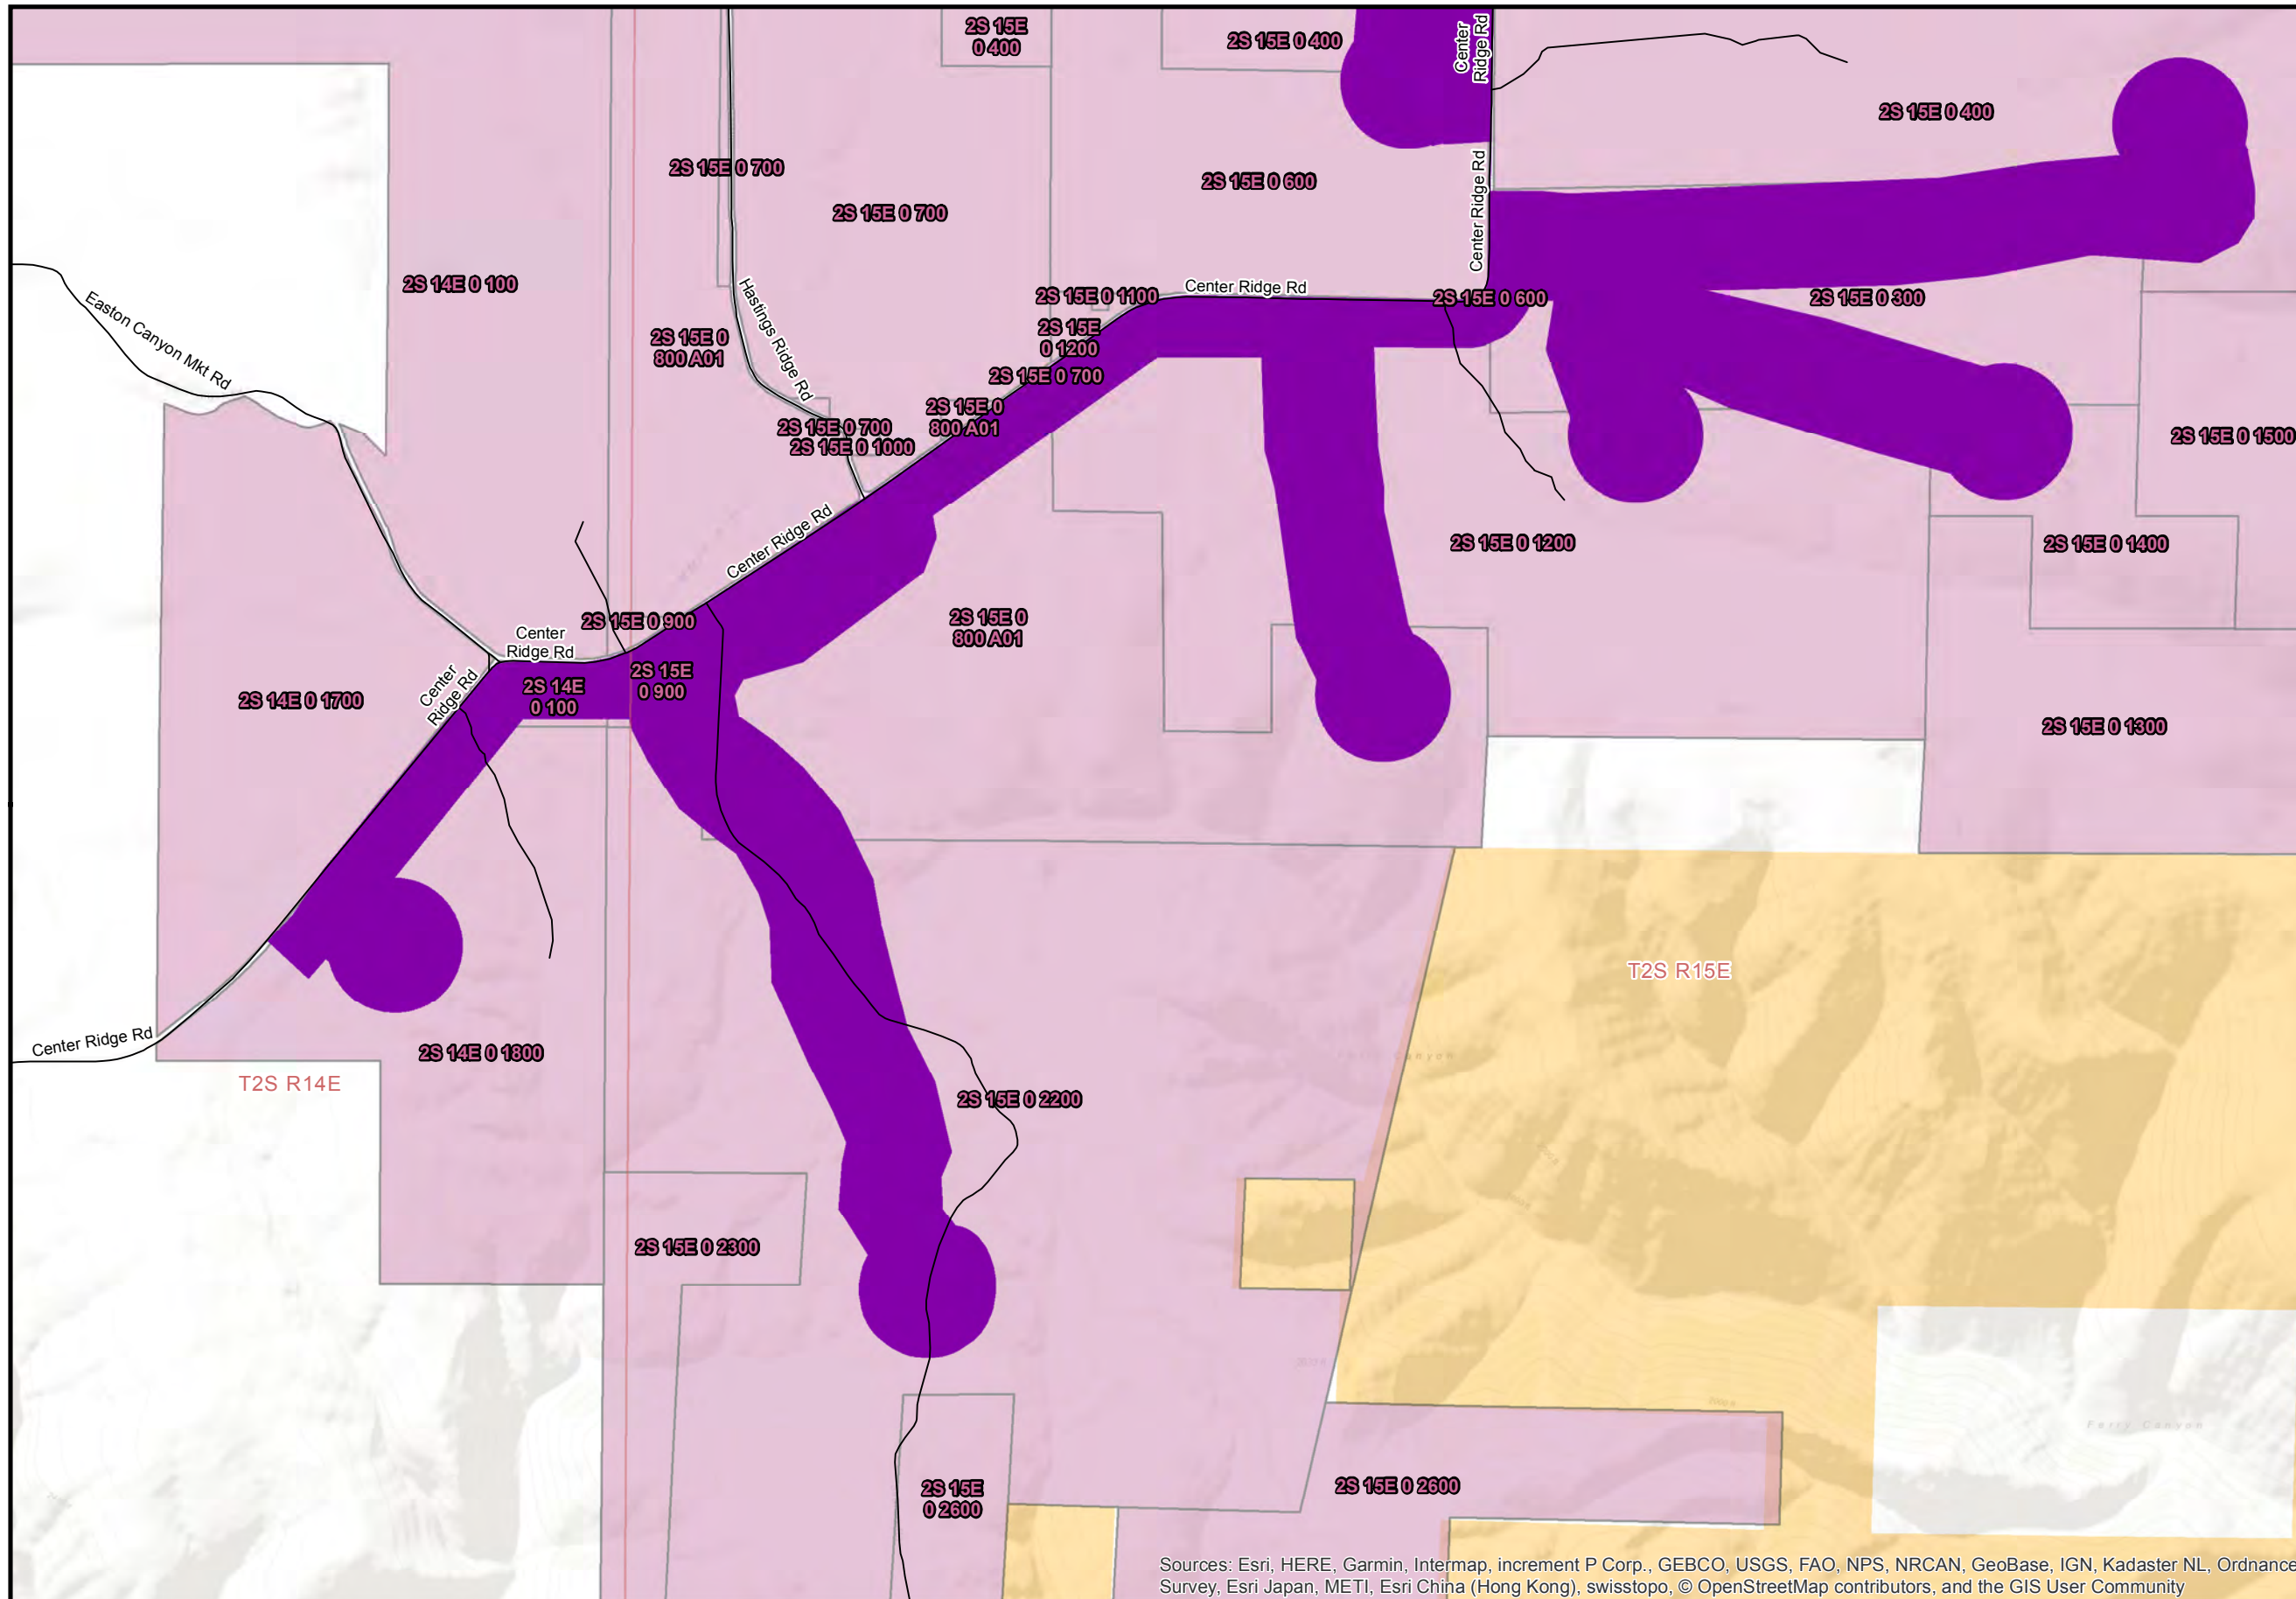 2S 15E
0 400
2S 15E 0 400
Center
Ridge Rd
2S 15E 0 400
2S 15E 0 700
2S 15E 0 600
Center Ridge Rd
2S 15E 0 700
2S 14E 0 100
Easton Canyon Mkt Rd
Hastings Ridge Rd
2S 15E 0 1100
Center Ridge Rd
2S 15E 0 600
2S 15E 0 300
2S 15E 0
800 A01
2S 15E
0 1200
2S 15E 0 700
2S 15E 0
800 A01
2S 15E 0 700
2S 15E 0 1000
2S 15E 0 1500
Center Ridge Rd
2S 15E 0 1200
2S 15E 0 1400
2S 15E 0 900
2S 15E 0
800 A01
Center
Ridge Rd
2S 15E
0 900
2S 14E
0 100
Center
Ridge Rd
2S 14E 0 1700
2S 15E 0 1300
T2S R15E
Center Ridge Rd
2S 14E 0 1800
T2S R14E
2S 15E 0 2200
2S 15E 0 2300
Ferry Canyon
2S 15E
0 2600
2S 15E 0 2600
Sources: Esri, HERE, Garmin, Intermap, increment P Corp., GEBCO, USGS, FAO, NPS, NRCAN, GeoBase, IGN, Kadaster NL, Ordnance
Survey, Esri Japan, METI, Esri China (Hong Kong), swisstopo, © OpenStreetMap contributors, and the GIS User Community